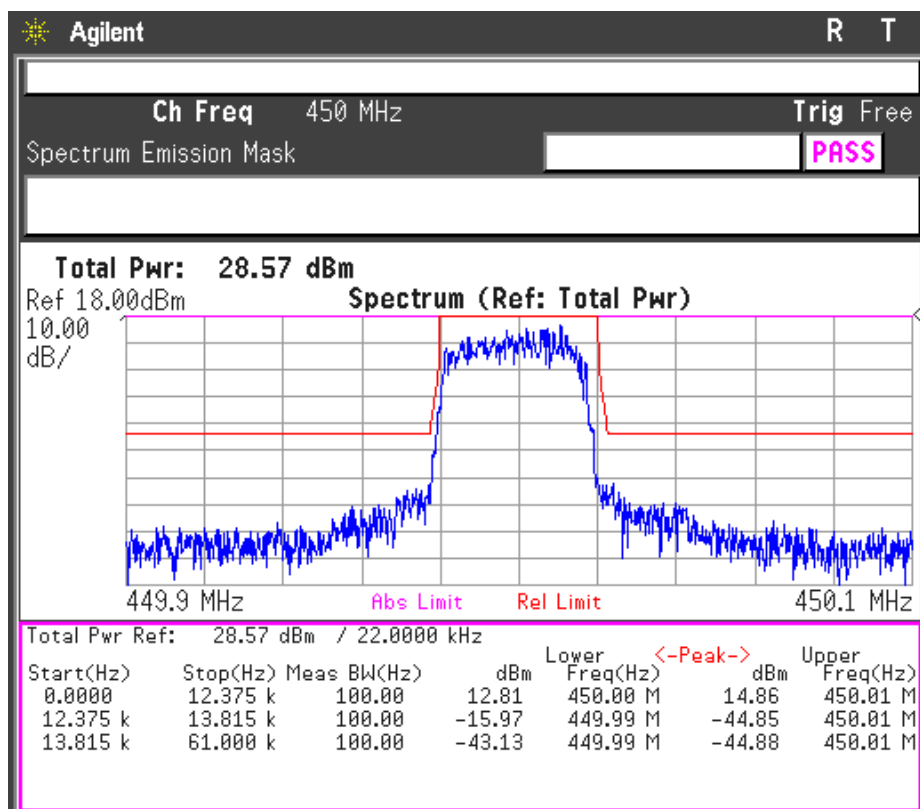 Agilent R T
Ch Freq 450 MHz Trig Free
Spectrum Emission Mask PASS
Total Pwr: 28.57 dBm
Ref 18.00dBm Spectrum (Ref: Total Pwr)
10.00
dB/
449.9 MHz Abs Limit Rel Limit 450.1 MHz
Total Pwr Ref: 28.57 dBm / 22.0000 kHz
Lower <-Peak-> Upper
Start(Hz) Stop(Hz) Meas BW(Hz) dBm Freq(Hz) dBm Freq(Hz)
0.0000 12.375 k 100.00 12.81 450.00 M 14.86 450.01 M
12.375 k 13.815 k 100.00 -15.97 449.99 M -44.85 450.01 M
13.815 k 61.000 k 100.00 -43.13 449.99 M -44.88 450.01 M